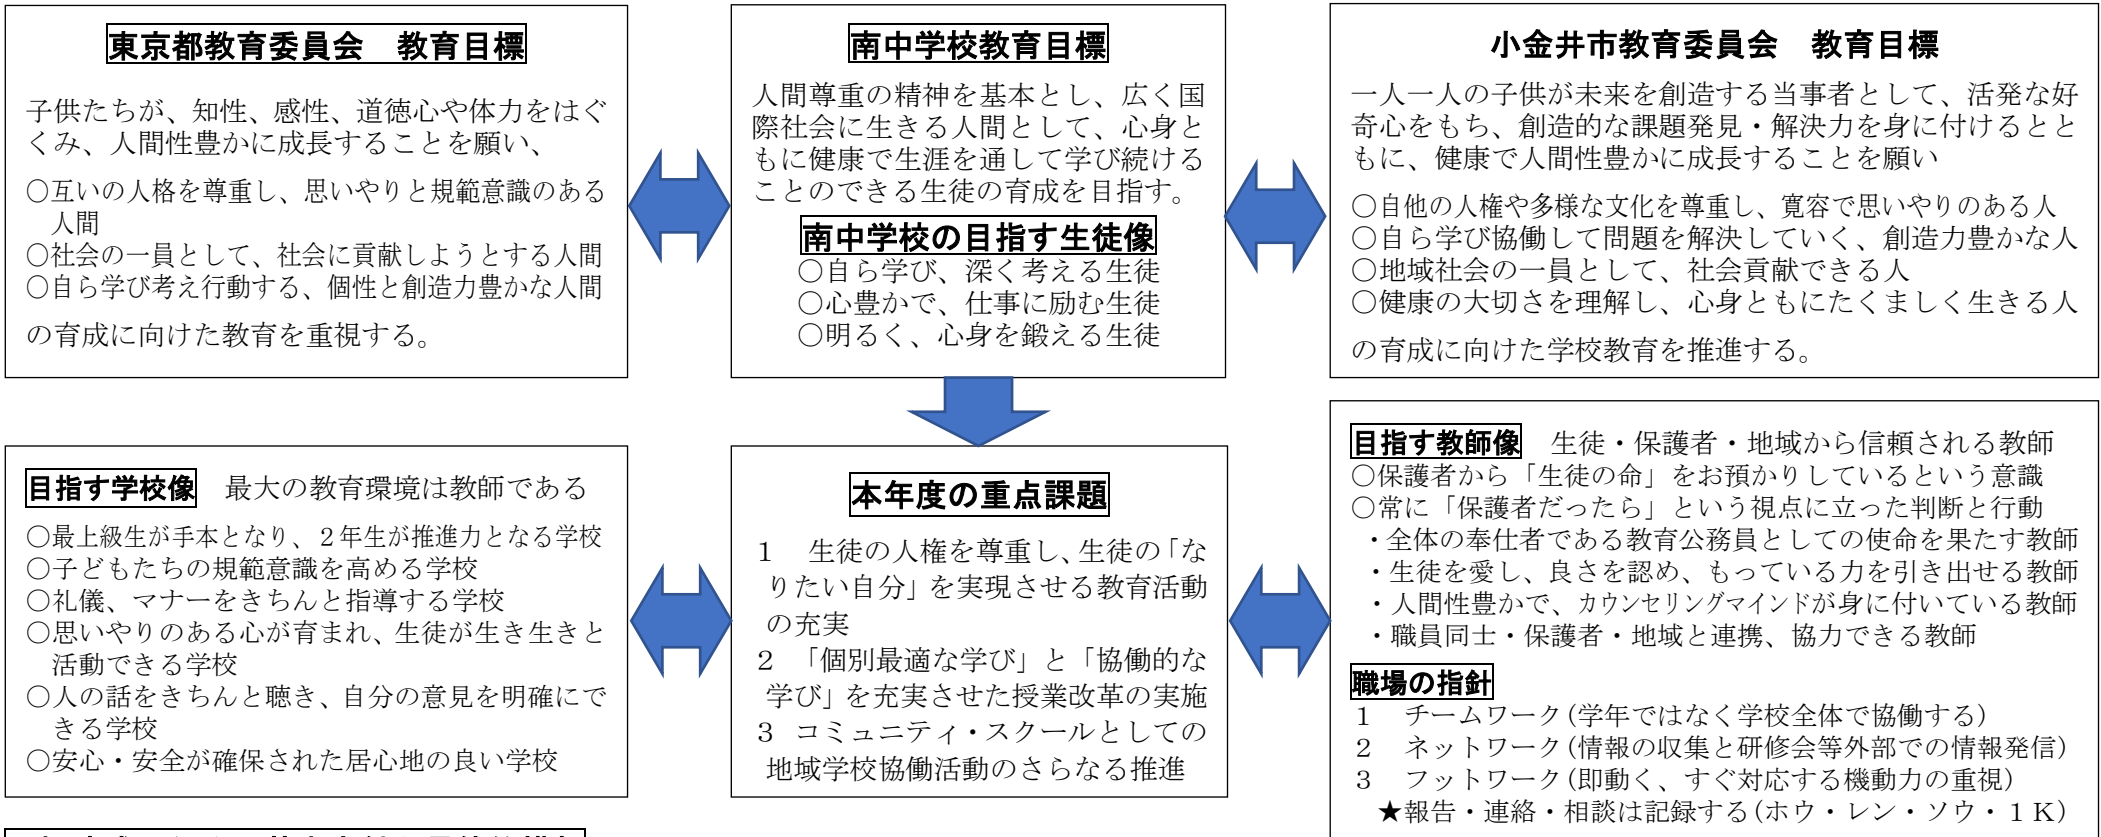 東京都教育委員会　教育目標
子供たちが、知性、感性、道徳心や体力をはぐ
くみ、人間性豊かに成長することを願い、
○互いの人格を尊重し、思いやりと規範意識のある
人間
○社会の一員として、社会に貢献しようとする人間
○自ら学び考え行動する、個性と創造力豊かな人間
の育成に向けた教育を重視する。
南中学校教育目標
人間尊重の精神を基本とし、広く国
際社会に生きる人間として、心身と
もに健康で生涯を通して学び続ける
ことのできる生徒の育成を目指す。
南中学校の目指す生徒像
○自ら学び、深く考える生徒
○心豊かで、仕事に励む生徒
○明るく、心身を鍛える生徒
小金井市教育委員会　教育目標
一人一人の子供が未来を創造する当事者として、活発な好
奇心をもち、創造的な課題発見・解決力を身に付けるとと
もに、健康で人間性豊かに成長することを願い
○自他の人権や多様な文化を尊重し、寛容で思いやりのある人
○自ら学び協働して問題を解決していく、創造力豊かな人
○地域社会の一員として、社会貢献できる人
○健康の大切さを理解し、心身ともにたくましく生きる人
の育成に向けた学校教育を推進する。
目指す学校像　最大の教育環境は教師である
○最上級生が手本となり、２年生が推進力となる学校
○子どもたちの規範意識を高める学校
○礼儀、マナーをきちんと指導する学校
○思いやりのある心が育まれ、生徒が生き生きと
活動できる学校
○人の話をきちんと聴き、自分の意見を明確にで
きる学校
○安心・安全が確保された居心地の良い学校
本年度の重点課題
１　生徒の人権を尊重し、生徒の「な
りたい自分」を実現させる教育活動
の充実
２　「個別最適な学び」と「協働的な
学び」を充実させた授業改革の実施
３　コミュニティ・スクールとしての
地域学校協働活動のさらなる推進
目指す教師像　生徒・保護者・地域から信頼される教師
○保護者から「生徒の命」をお預かりしているという意識
○常に「保護者だったら」という視点に立った判断と行動
・全体の奉仕者である教育公務員としての使命を果たす教師
・生徒を愛し、良さを認め、もっている力を引き出せる教師
・人間性豊かで、カウンセリングマインドが身に付いている教師
・職員同士・保護者・地域と連携、協力できる教師
職場の指針
１　チームワーク(学年ではなく学校全体で協働する)
２　ネットワーク(情報の収集と研修会等外部での情報発信)
３　フットワーク(即動く、すぐ対応する機動力の重視)
★報告・連絡・相談は記録する(ホウ・レン・ソウ・１Ｋ)